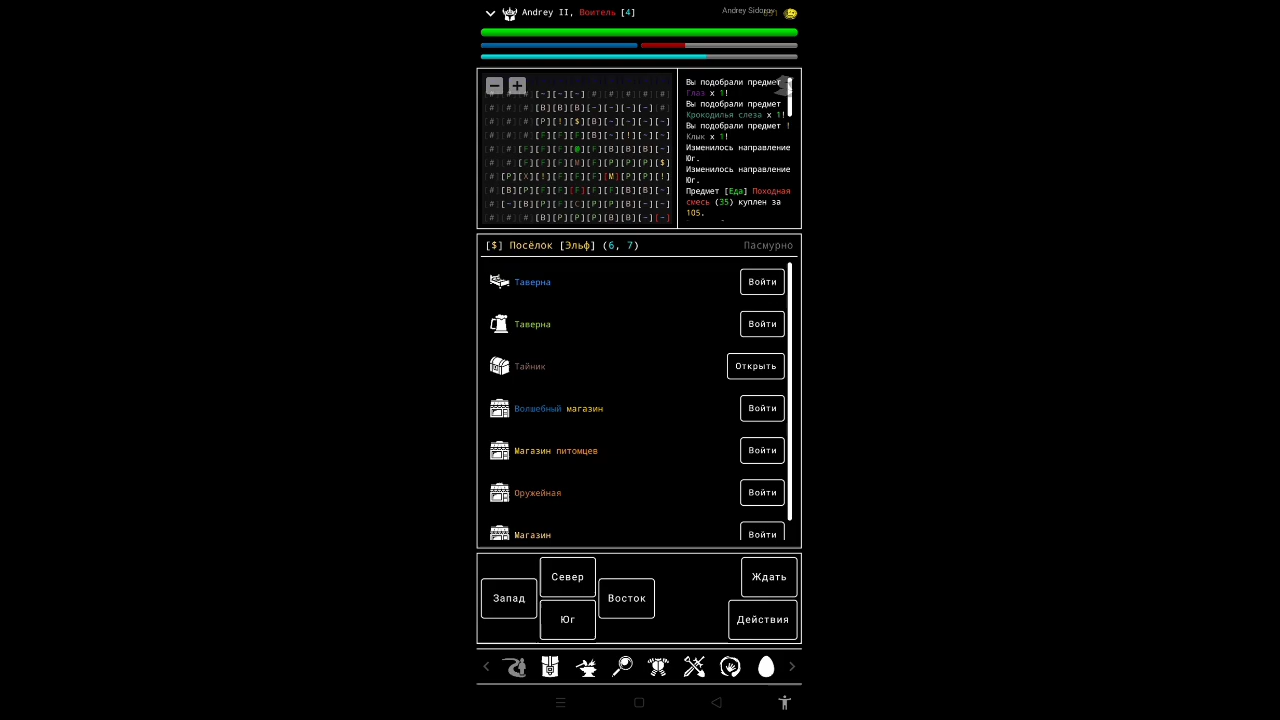 Andrey II, Воитель [4]
Andrey Sidorov
− +
[#][#][#][~][~][~][#][#][#][#][#]
[#][#][#][B][B][B][~][~][~][~][#]
[#][#][#][P][!][$][B][~][~][~][~]
[#][#][#][F][F][F][B][~][!][~][~]
[#][#][F][F][F][@][F][B][B][B][~]
[#][#][F][F][F][M][F][P][P][P][$]
[#][P][X][!][F][F][F][M][P][P][!]
[#][B][P][F][F][F][F][F][B][B][~]
[#][~][B][P][F][C][P][P][B][B][~]
[#][#][#][B][P][P][P][B][B][~][~]
Вы подобрали предмет
Глаз x 1!
Вы подобрали предмет
Крокодилья слеза x 1!
Вы подобрали предмет !
Клык x 1!
Изменилось направление
Юг.
Изменилось направление
Юг.
Предмет [Еда] Походная
смесь (35) куплен за
105.
[$] Посёлок [Эльф] (6, 7) Пасмурно
Таверна Войти
Таверна Войти
Тайник Открыть
Волшебный магазин Войти
Магазин питомцев Войти
Оружейная Войти
Магазин Войти
Север Ждать
Запад Восток
Юг Действия